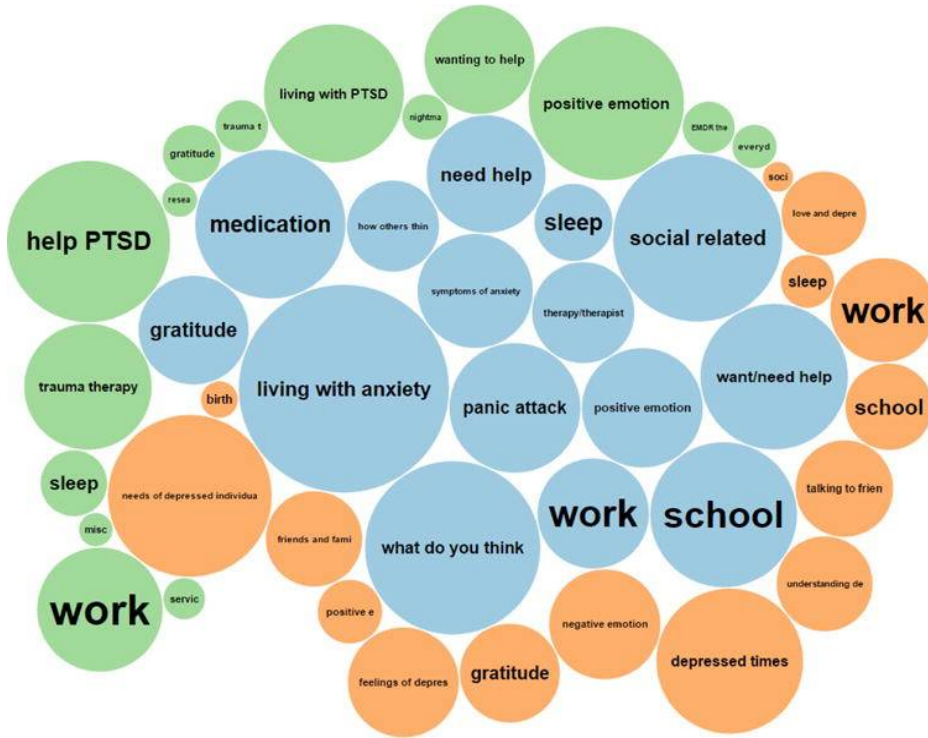 wanting to help
living with PTSD
positive emotion
nightma
trauma t
EMDR tne
everyd
gratitude
need help
soci
resea
medication
how others thin
sleep
social related
love and depre
help PTSD
sleep
symptoms of anxiety
work
therapy/therapist
gratitude
want/need help
trauma therapy
living with anxiety
birth
panic attack
positive emotion
school
sleep
needs of depressed individua
talking to frien
work
school
misc
friends and fami
what do you think
understanding de
servic
work
positive e
negative emotion
depressed times
gratitude
feelings of depres